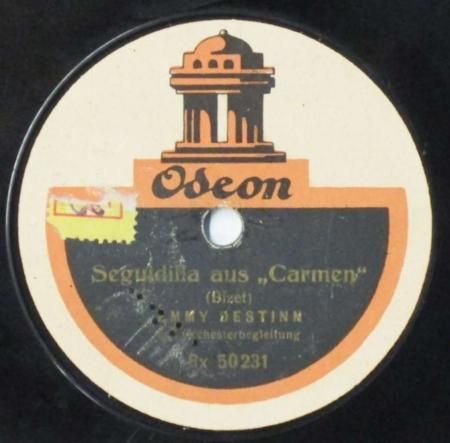 Odeon
Seguidilla aus „Carmen“
(Bizet)
EMMY DESTINN
Orchesterbegleitung
Rx 50231